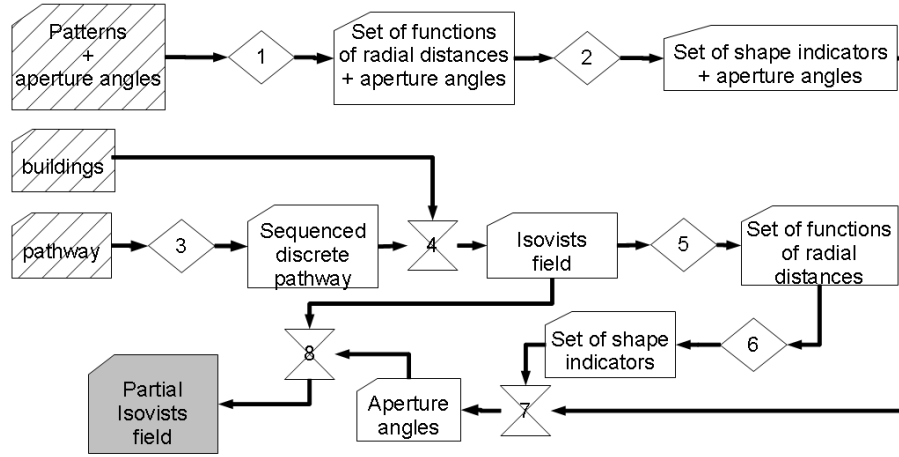 Patterns
+
aperture angles
1
Set of functions
of radial distances
+ aperture angles
2
Set of shape indicators
+ aperture angles
buildings
pathway
3
Sequenced
discrete
pathway
4
Isovists
field
5
Set of functions
of radial
distances
8
Set of shape
indicators
6
Partial
Isovists
field
Aperture
angles
7